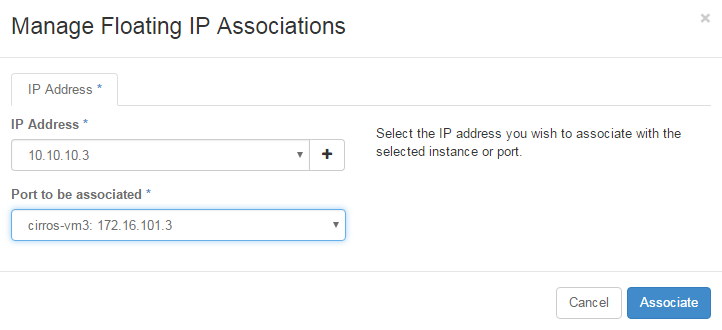 Manage Floating IP Associations
×
IP Address *
IP Address *
10.10.10.3
Select the IP address you wish to associate with the
selected instance or port.
Port to be associated *
cirros-vm3: 172.16.101.3
Cancel
Associate